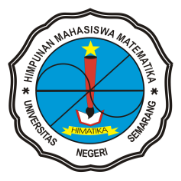 HIMPUNAN MAHASISWA MATEMATIKA
HIMATIKA
UNIVERSITAS NEGERI SEMARANG